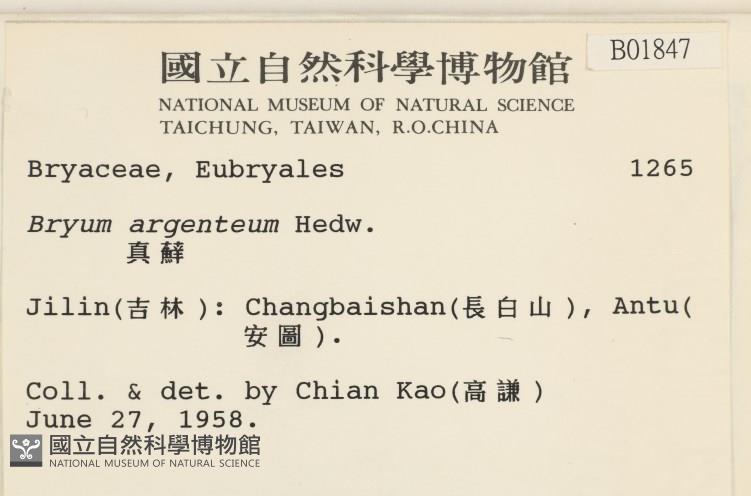 國立自然科學博物館
B01847
NATIONAL MUSEUM OF NATURAL SCIENCE
TAICHUNG, TAIWAN, R.O.CHINA
Bryaceae, Eubryales 1265
Bryum argenteum Hedw.
真蘚
Jilin(吉林): Changbaishan(長白山), Antu(
安圖).
Coll. & det. by Chian Kao(高謙)
June 27, 1958.
國立自然科學博物館
NATIONAL MUSEUM OF NATURAL SCIENCE